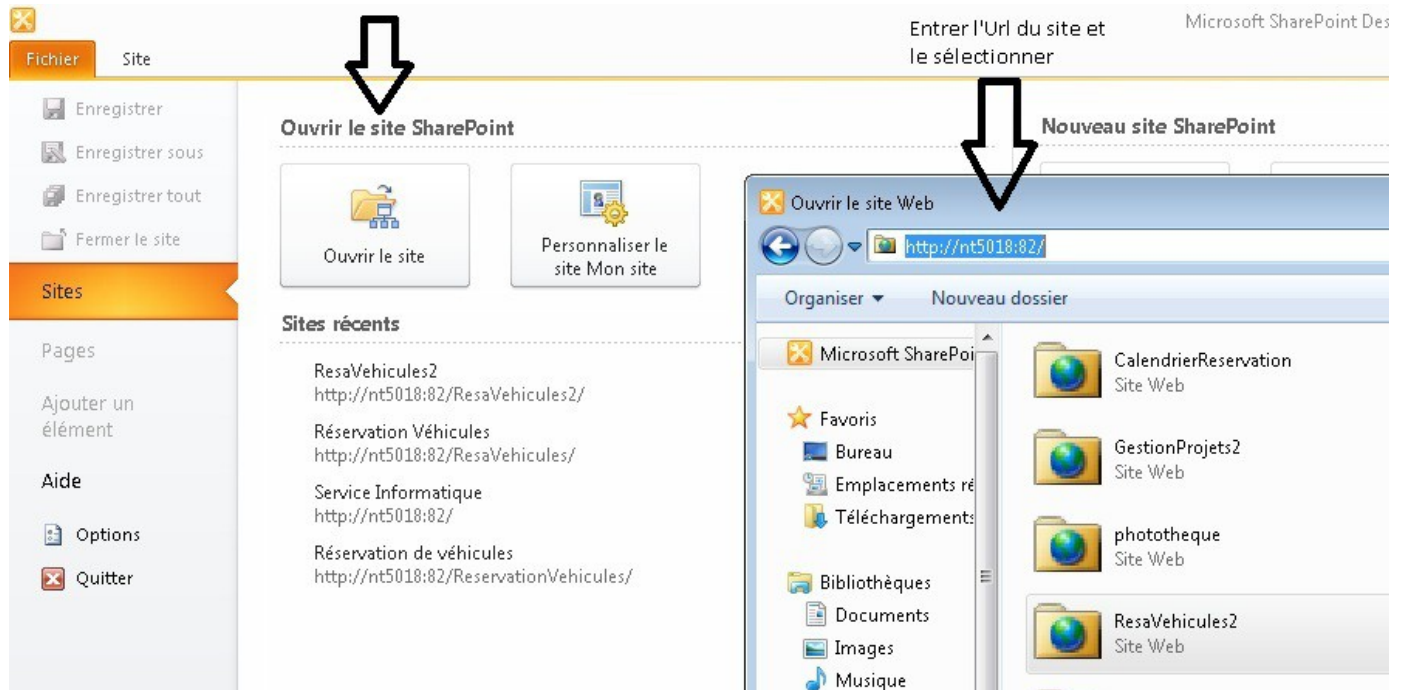 Entrer l'Url du site et
le sélectionner
Microsoft SharePoint Des
Fichier
Site
Enregistrer
Enregistrer sous
Enregistrer tout
Fermer le site
Sites
Pages
Ajouter un
élément
Aide
Options
Quitter
Ouvrir le site SharePoint
Ouvrir le site
Personnaliser le
site Mon site
Sites récents
ResaVehicules2
http://nt5018:82/ResaVehicules2/
Réservation Véhicules
http://nt5018:82/ResaVehicules/
Service Informatique
http://nt5018:82/
Réservation de véhicules
http://nt5018:82/ReservationVehicules/
Nouveau site SharePoint
Ouvrir le site Web
http://nt5018:82/
Organiser
Nouveau dossier
Microsoft SharePoi
Favoris
Bureau
Emplacements ré
Téléchargements
Bibliothèques
Documents
Images
Musique
CalendrierReservation
Site Web
GestionProjets2
Site Web
phototheque
Site Web
ResaVehicules2
Site Web